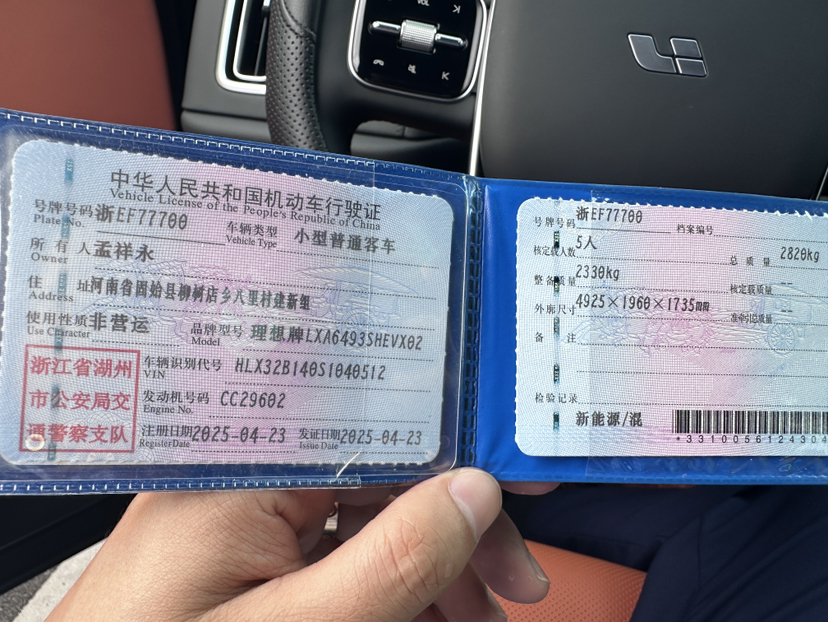 VOL
中华人民共和国机动车行驶证
Vehicle License of the People's Republic of China
号牌号码 浙EF77700 车辆类型 小型普通客车
Plate No. Vehicle Type
所有人 孟祥永
Owner
住址 河南省固始县柳树店乡八里村建新组
Address
使用性质 非营运 品牌型号 理想牌LXA6493SHEVX02
Use Character Model
浙江省湖州
市公安局交
通警察支队
车辆识别代号 HLX32B140S1040512
VIN
发动机号码 CC29602
Engine No.
注册日期 2025-04-23 发证日期 2025-04-23
Register Date Issue Date
号牌号码 浙EF77700 档案编号
核定载人数 5人 总质量 2820kg
整备质量 2330kg 核定载质量 --
外廓尺寸 4925×1960×1735mm 准牵引总质量 --
备注
检验记录
新能源/混
*3310056124304